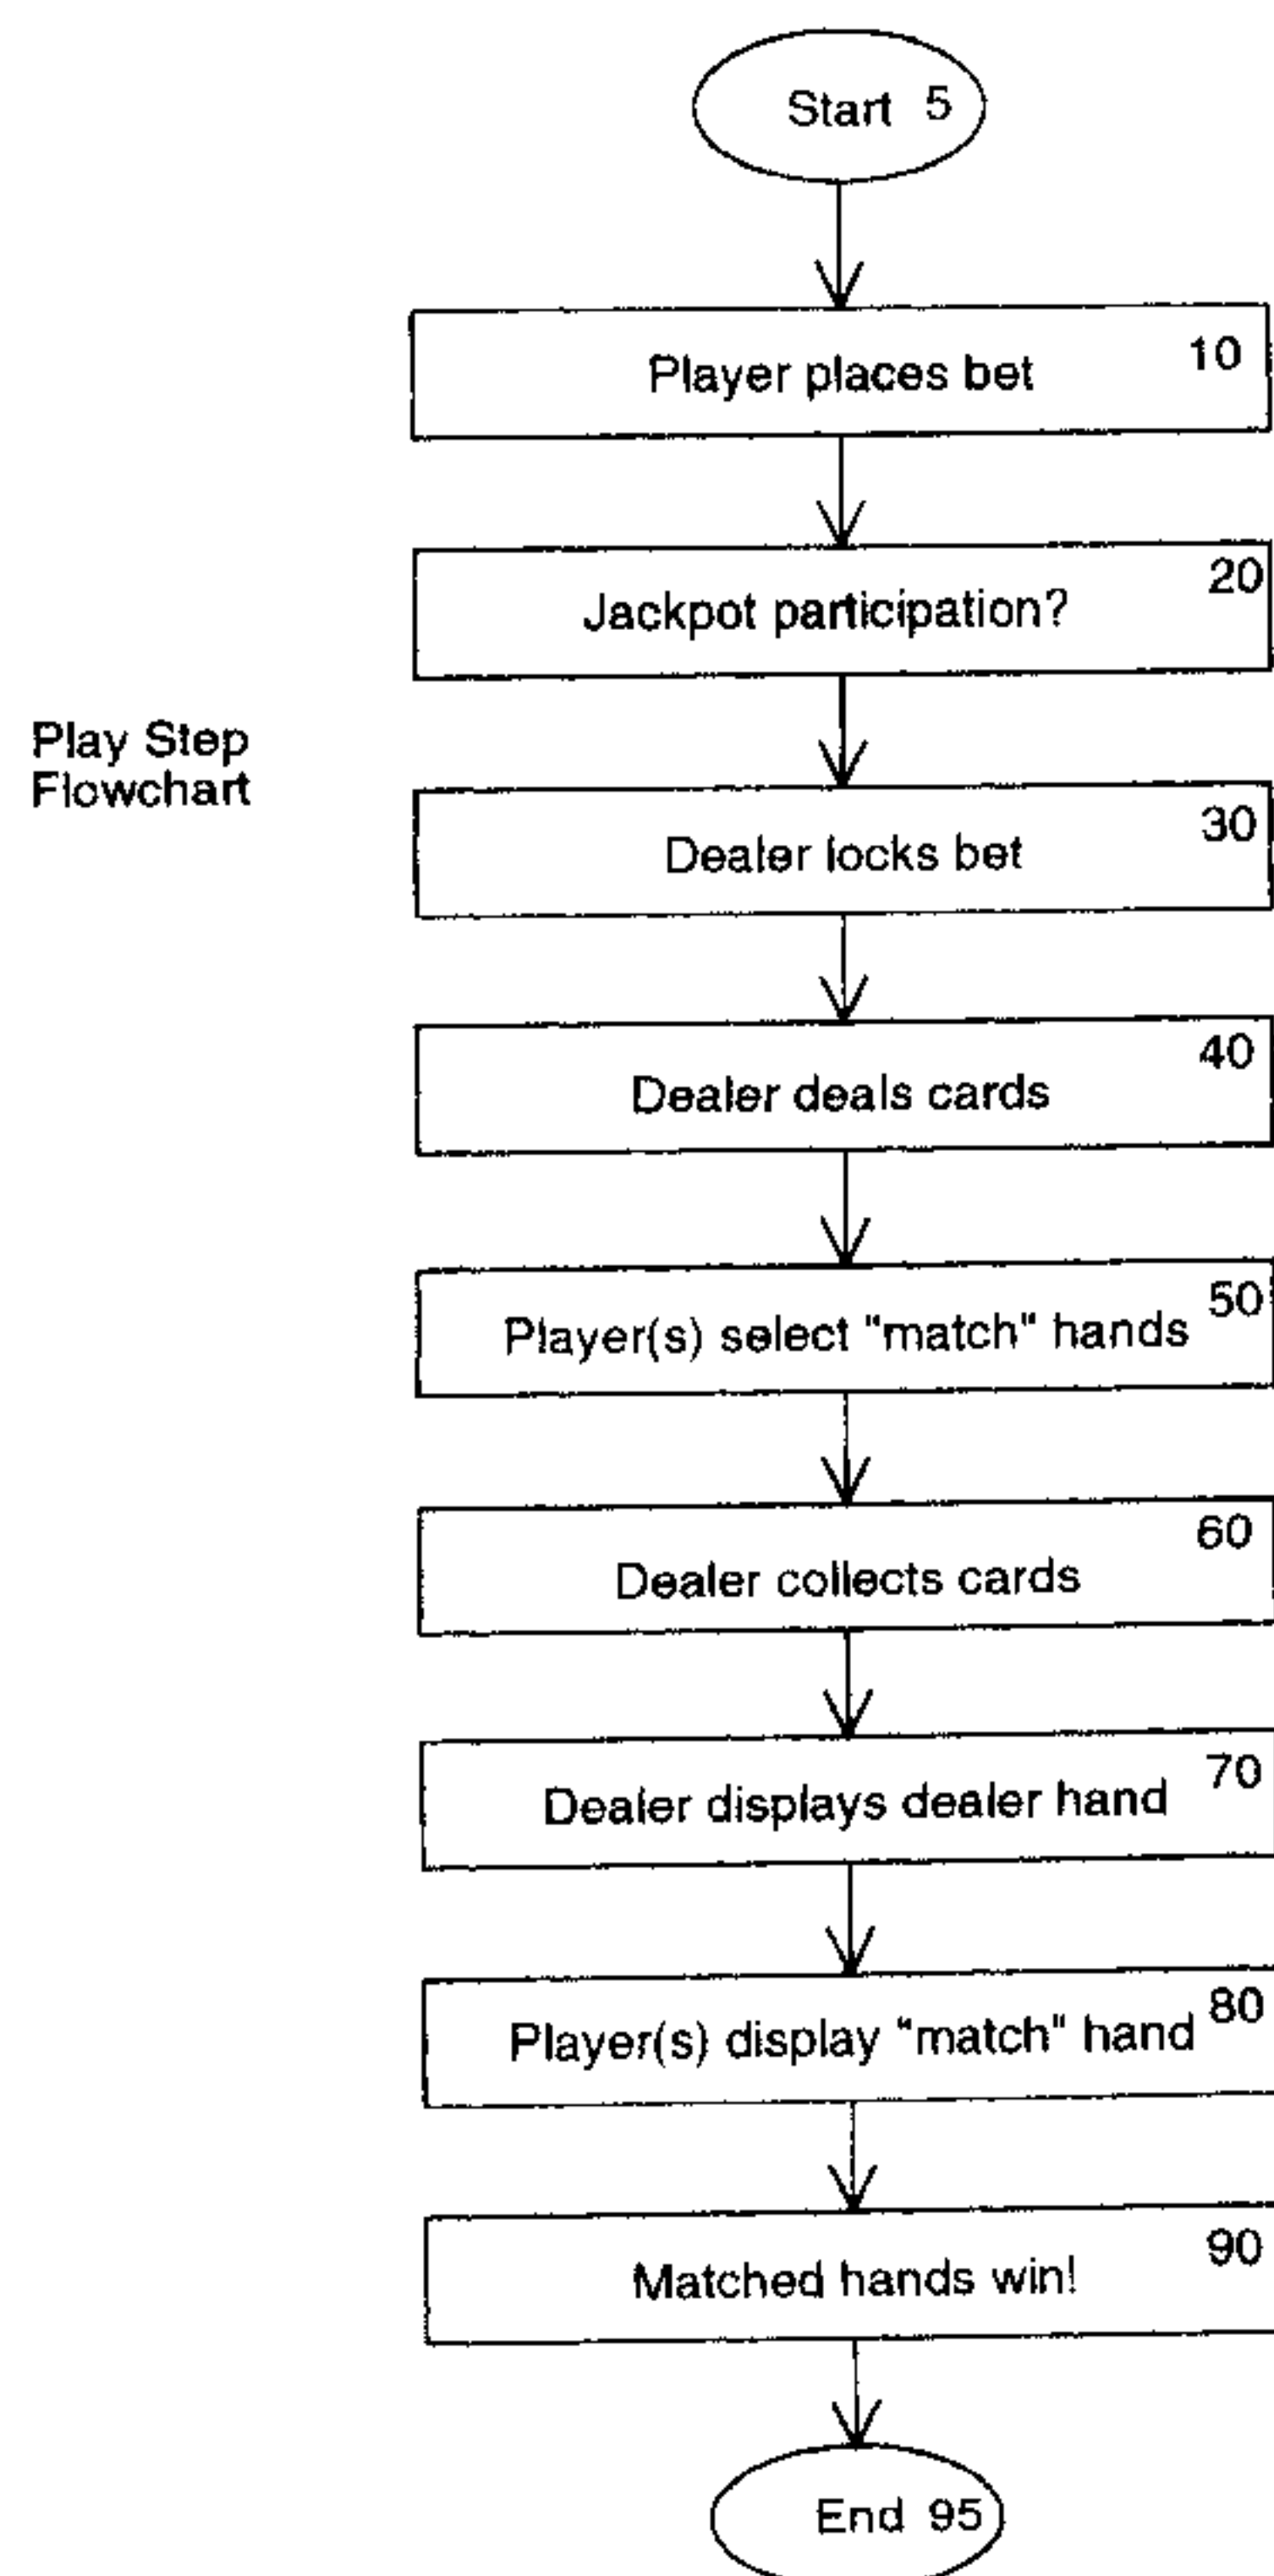 Start 5
Player places bet 10
Jackpot participation? 20
Play Step
Flowchart
Dealer locks bet 30
Dealer deals cards 40
Player(s) select "match" hands 50
Dealer collects cards 60
Dealer displays dealer hand 70
Player(s) display "match" hand 80
Matched hands win! 90
End 95